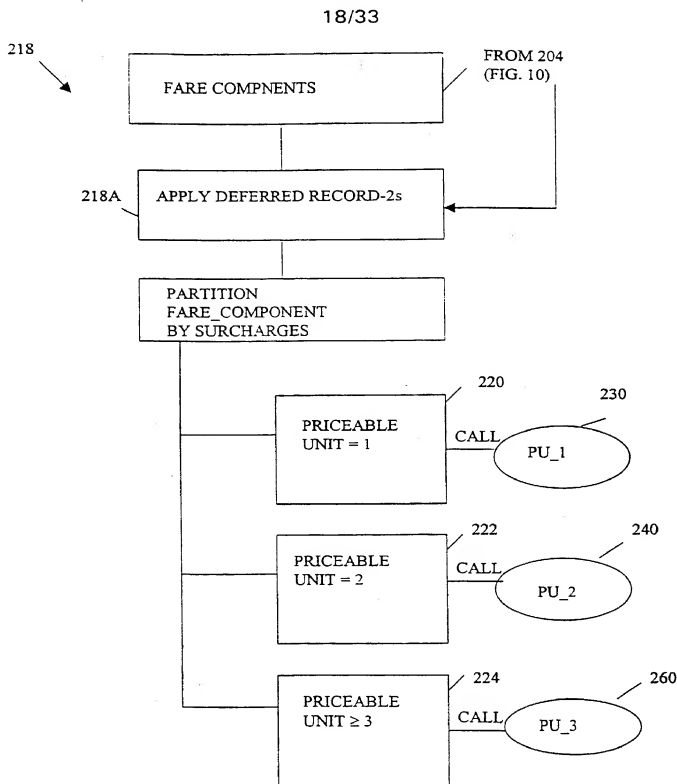 18/33
218
FARE COMPNENTS
FROM 204
(FIG. 10)
218A
APPLY DEFERRED RECORD-2s
PARTITION
FARE_COMPONENT
BY SURCHARGES
220
230
PRICEABLE
UNIT = 1
CALL
PU_1
222
240
PRICEABLE
UNIT = 2
CALL
PU_2
224
260
PRICEABLE
UNIT ≥ 3
CALL
PU_3